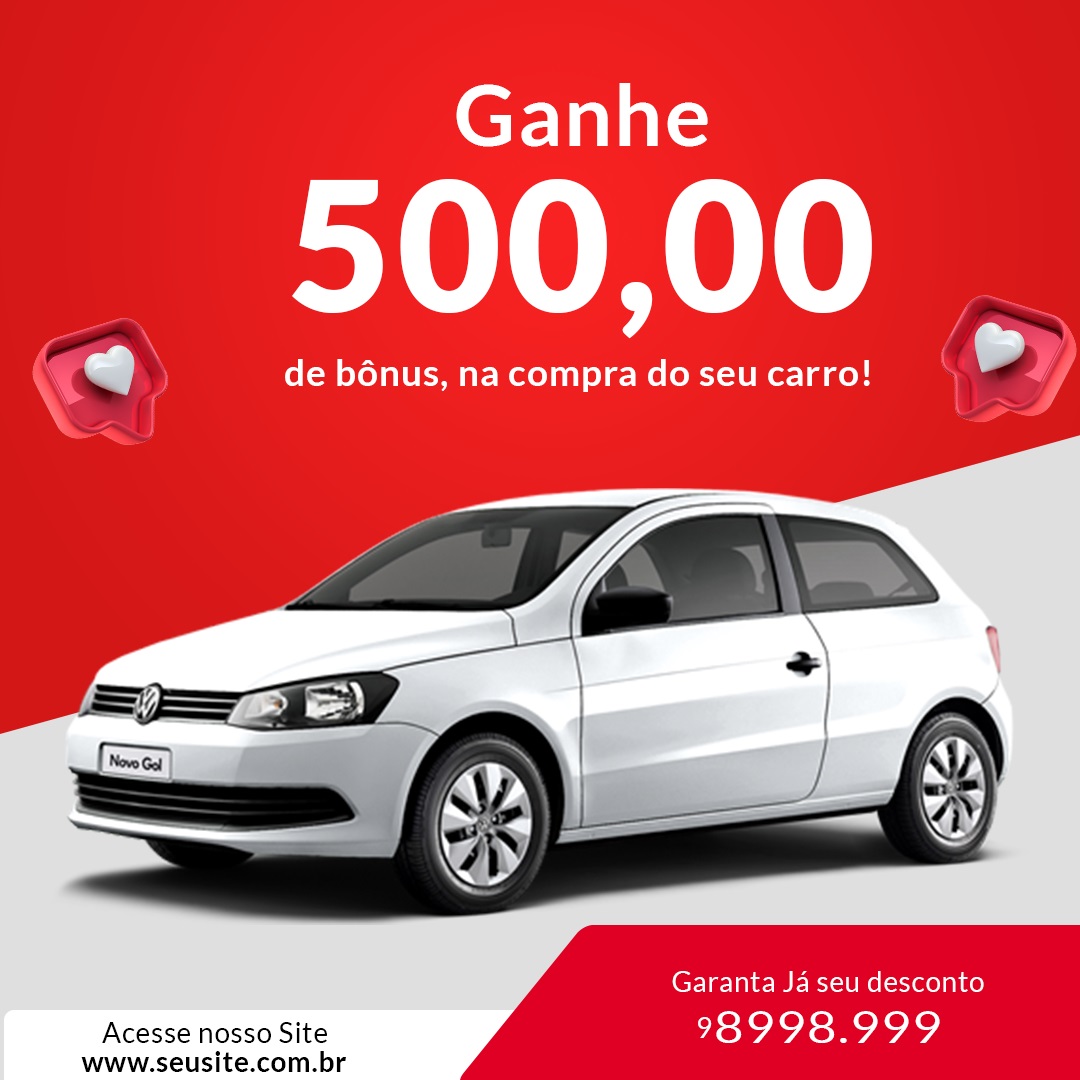 Ganhe
500,00
de bônus, na compra do seu carro!
Novo Gol
Garanta Já seu desconto
98998.999
Acesse nosso Site
www.seusite.com.br